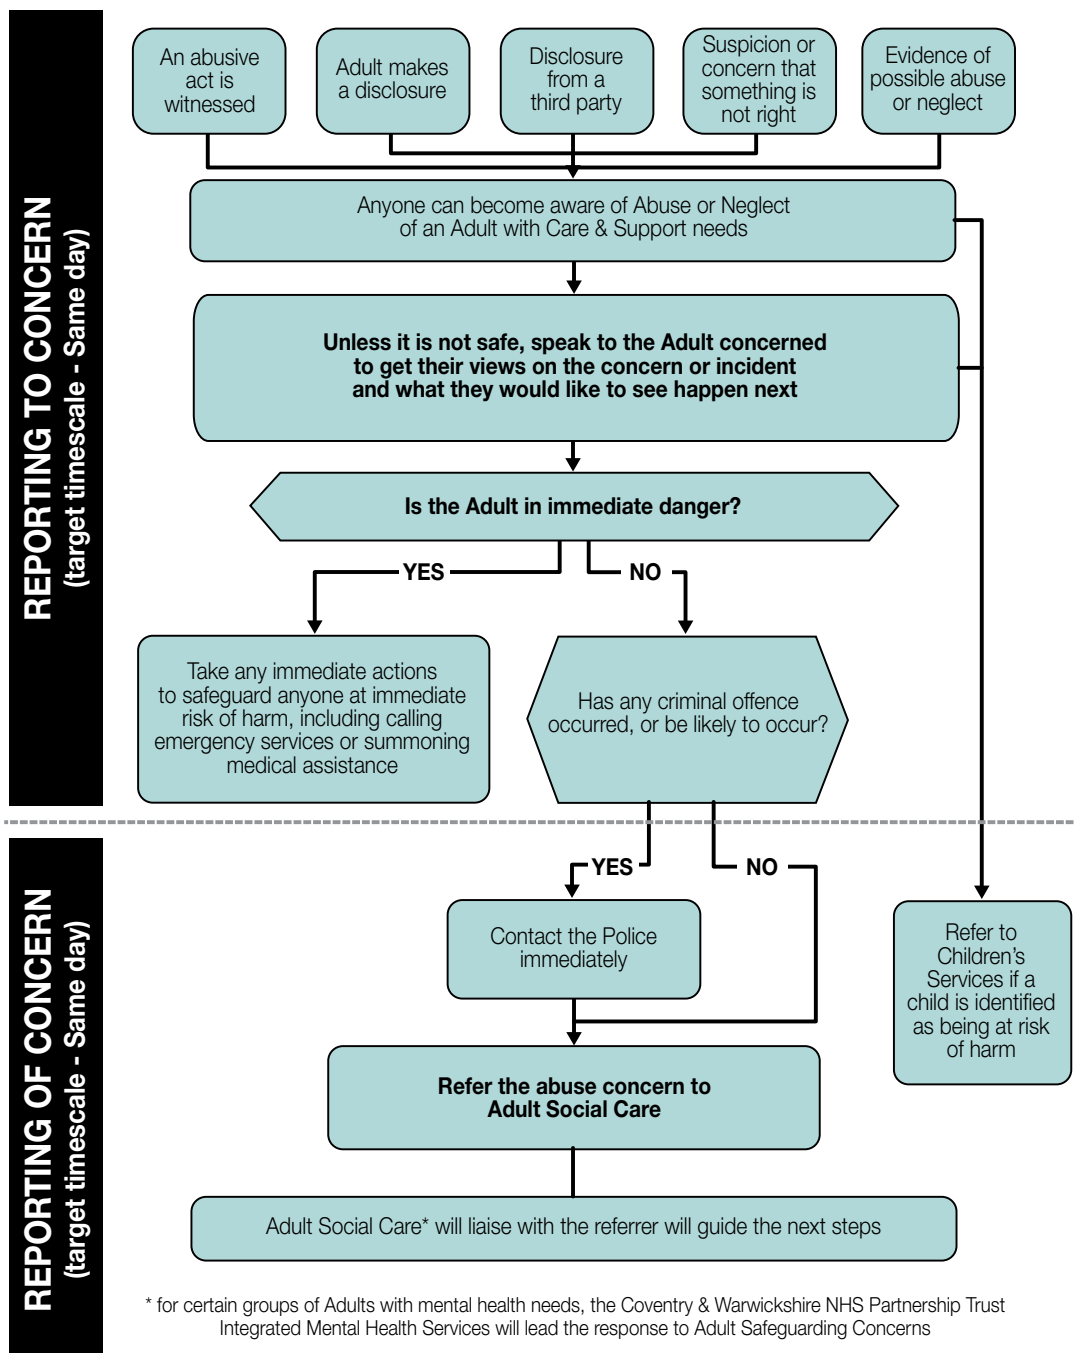 REPORTING TO CONCERN
(target timescale - Same day)
An abusive
act is
witnessed
Adult makes
a disclosure
Disclosure
from a
third party
Suspicion or
concern that
something is
not right
Evidence of
possible abuse
or neglect
Anyone can become aware of Abuse or Neglect
of an Adult with Care & Support needs
Unless it is not safe, speak to the Adult concerned
to get their views on the concern or incident
and what they would like to see happen next
Is the Adult in immediate danger?
YES
NO
Take any immediate actions
to safeguard anyone at immediate
risk of harm, including calling
emergency services or summoning
medical assistance
Has any criminal offence
occurred, or be likely to occur?
REPORTING OF CONCERN
(target timescale - Same day)
YES
NO
Contact the Police
immediately
Refer to
Children's
Services if a
child is identified
as being at risk
of harm
Refer the abuse concern to
Adult Social Care
Adult Social Care* will liaise with the referrer will guide the next steps
* for certain groups of Adults with mental health needs, the Coventry & Warwickshire NHS Partnership Trust
Integrated Mental Health Services will lead the response to Adult Safeguarding Concerns